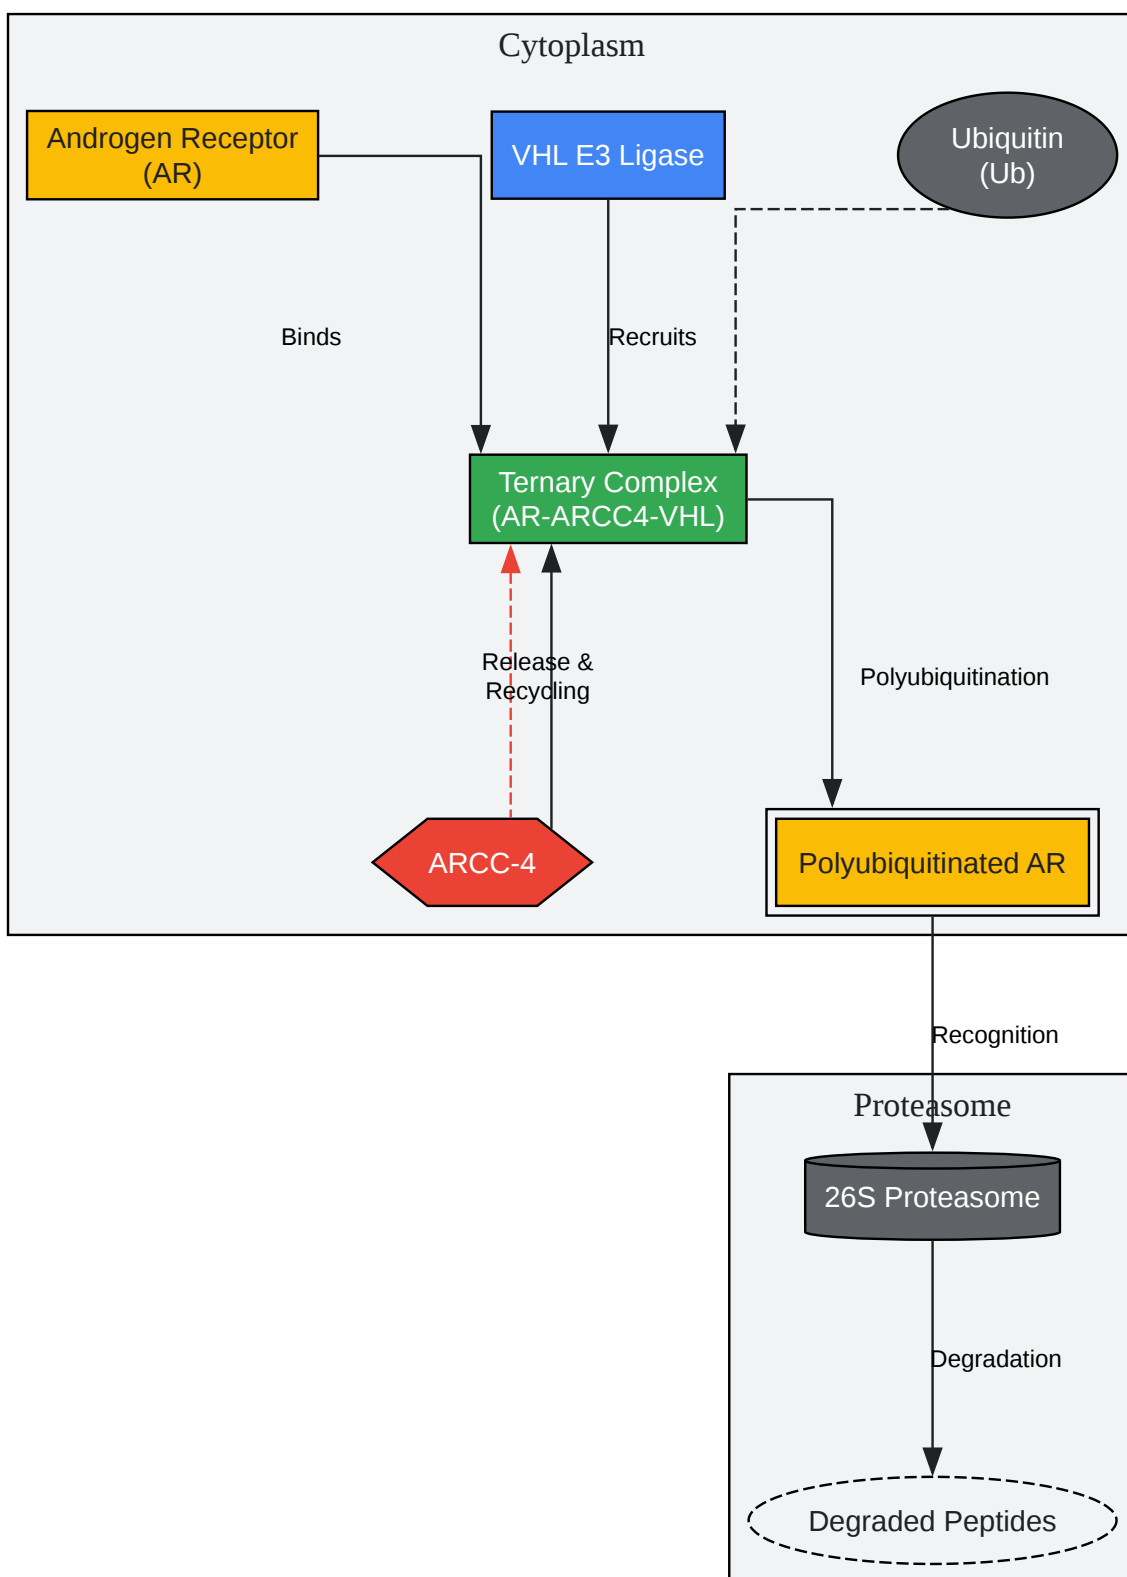 Cytoplasm
Androgen Receptor
(AR)
VHL E3 Ligase
Ubiquitin
(Ub)
Binds
Recruits
Ternary Complex
(AR-ARCC4-VHL)
Release &
Recycling
Polyubiquitination
ARCC-4
Polyubiquitinated AR
Recognition
Proteasome
26S Proteasome
Degradation
Degraded Peptides